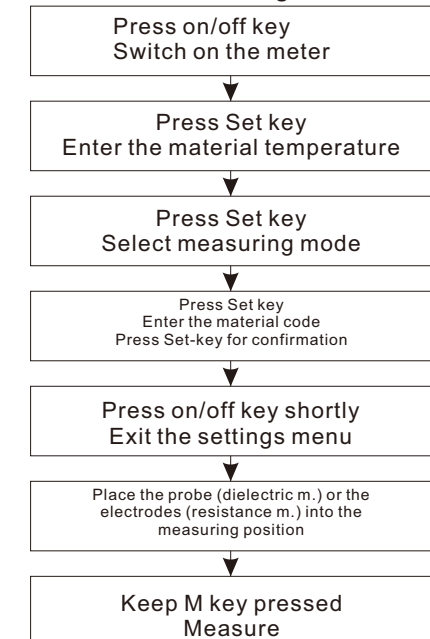 Press on/off key
Switch on the meter
Press Set key
Enter the material temperature
Press Set key
Select measuring mode
Press Set key
Enter the material code
Press Set-key for confirmation
Press on/off key shortly
Exit the settings menu
Place the probe (dielectric m.) or the
electrodes (resistance m.) into the
measuring position
Keep M key pressed
Measure